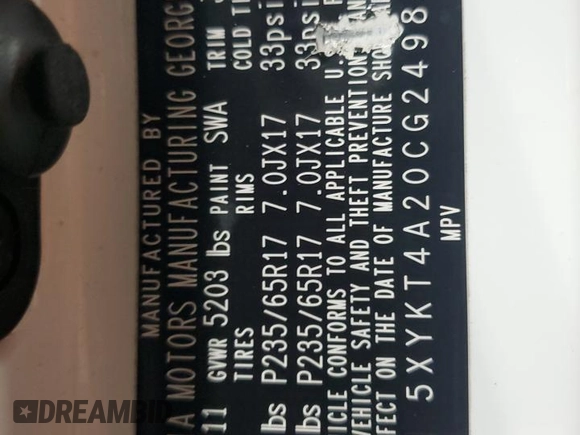 MANUFACTURED BY
A MOTORS MANUFACTURING GEORG
11 GVWR 5203 lbs PAINT SWA TRIM
TIRES RIMS COLD TI
lbs P235/65R17 7.0JX17 33psi
lbs P235/65R17 7.0JX17 33psi
ICLE CONFORMS TO ALL APPLICABLE U.
VEHICLE SAFETY AND THEFT PREVENTION
FFECT ON THE DATE OF MANUFACTURE SHO
5XYKT4A20CG2498
MPV
DREAMBID